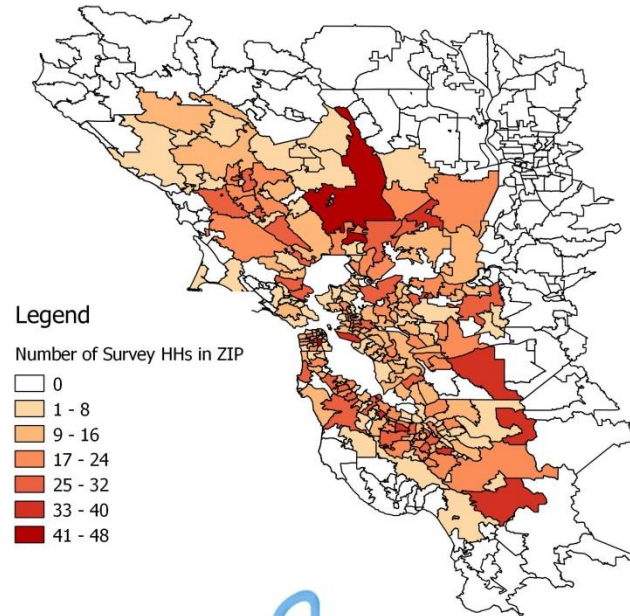 Legend
Number of Survey HHs in ZIP
0
1 - 8
9 - 16
17 - 24
25 - 32
33 - 40
41 - 48